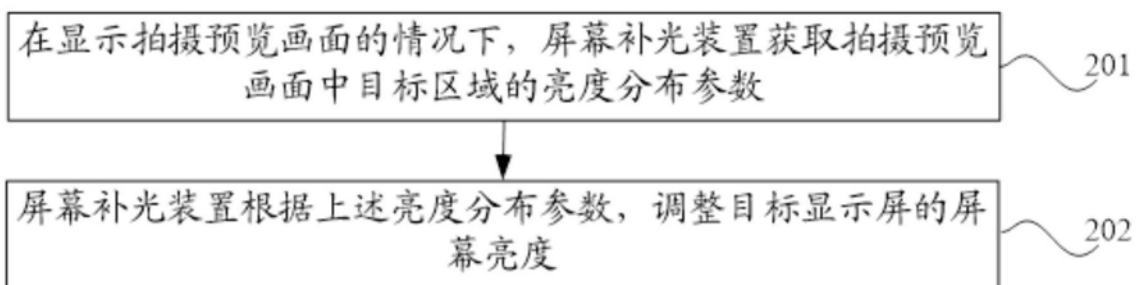 在显示拍摄预览画面的情况下，屏幕补光装置获取拍摄预览
画面中目标区域的亮度分布参数
201
屏幕补光装置根据上述亮度分布参数，调整目标显示屏的屏
幕亮度
202